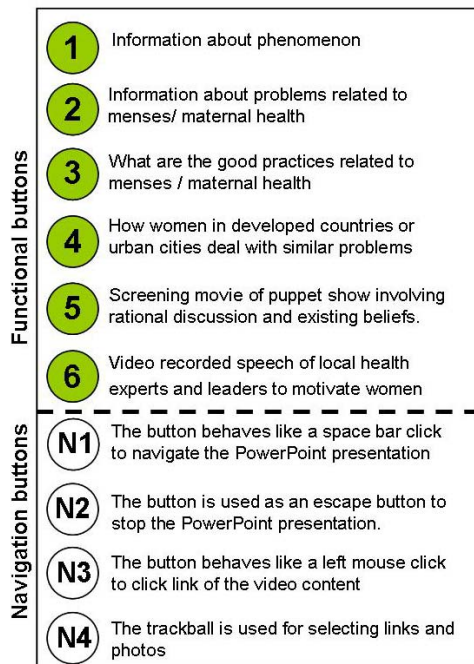 Functional buttons
1 Information about phenomenon
2 Information about problems related to
menses/ maternal health
3 What are the good practices related to
menses / maternal health
4 How women in developed countries or
urban cities deal with similar problems
5 Screening movie of puppet show involving
rational discussion and existing beliefs.
6 Video recorded speech of local health
experts and leaders to motivate women
Navigation buttons
N1 The button behaves like a space bar click
to navigate the PowerPoint presentation
N2 The button is used as an escape button to
stop the PowerPoint presentation.
N3 The button behaves like a left mouse click
to click link of the video content
N4 The trackball is used for selecting links and
photos